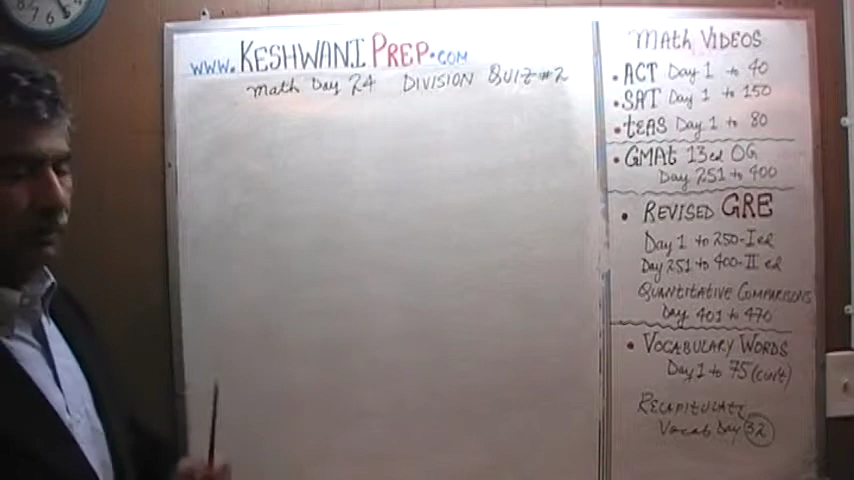 www.KESHWANI PREP.COM
Math Day 24 DIVISION QUIZ #2
Math VIDEOS
• ACT Day 1 to 40
• SAT Day 1 to 150
• tEAS Day 1 to 80
• GMAt 13ed OG
Day 251 to 400
• REVISED GRE
Day 1 to 250-I ed
Day 251 to 400-II ed
QUANTITATIVE COMPARISONS
Day 401 to 470
• VOCABULARY WORDS
Day 1 to 75
RECAPITULATE
Vocab Day 32